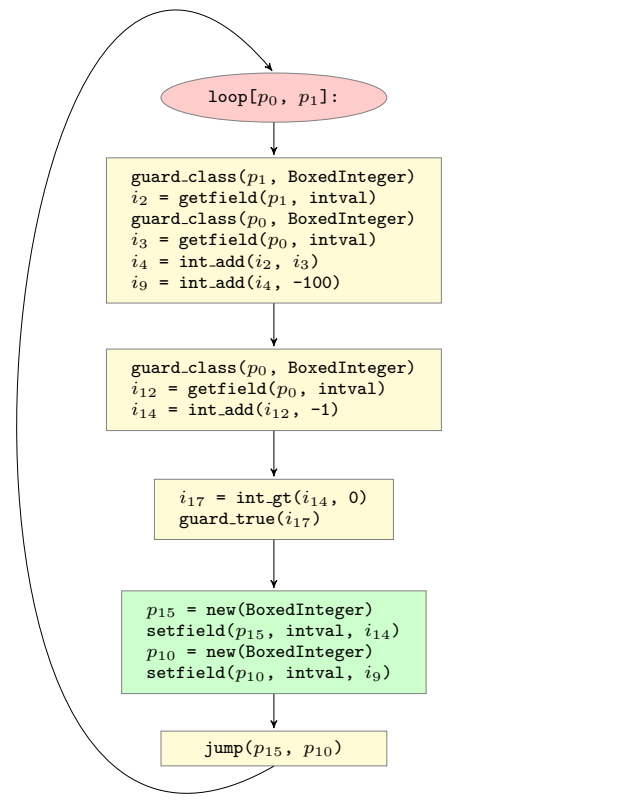 loop[p₀, p₁]:
guard_class(p₁, BoxedInteger)
i₂ = getfield(p₁, intval)
guard_class(p₀, BoxedInteger)
i₃ = getfield(p₀, intval)
i₄ = int_add(i₂, i₃)
i₉ = int_add(i₄, -100)
guard_class(p₀, BoxedInteger)
i₁₂ = getfield(p₀, intval)
i₁₄ = int_add(i₁₂, -1)
i₁₇ = int_gt(i₁₄, 0)
guard_true(i₁₇)
p₁₅ = new(BoxedInteger)
setfield(p₁₅, intval, i₁₄)
p₁₀ = new(BoxedInteger)
setfield(p₁₀, intval, i₉)
jump(p₁₅, p₁₀)